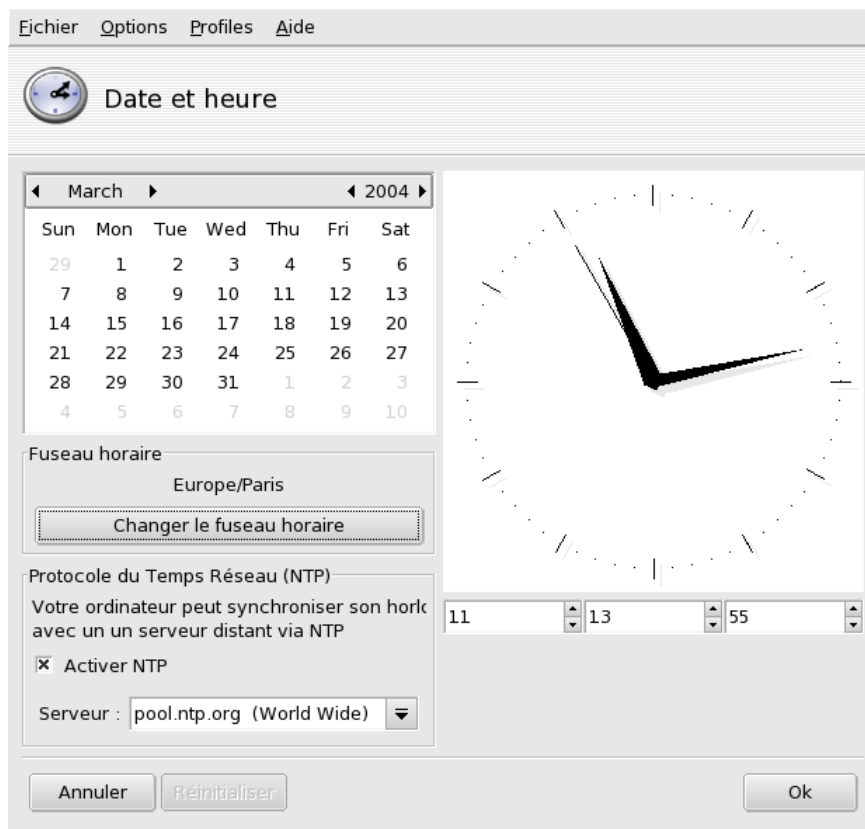 Fichier Options Profiles Aide
Date et heure
March 2004
Sun Mon Tue Wed Thu Fri Sat
29 1 2 3 4 5 6
7 8 9 10 11 12 13
14 15 16 17 18 19 20
21 22 23 24 25 26 27
28 29 30 31 1 2 3
4 5 6 7 8 9 10
Fuseau horaire
Europe/Paris
Changer le fuseau horaire
Protocole du Temps Réseau (NTP)
Votre ordinateur peut synchroniser son horlo
avec un un serveur distant via NTP
Activer NTP
Serveur : pool.ntp.org (World Wide)
11 13 55
Annuler Réinitialiser Ok